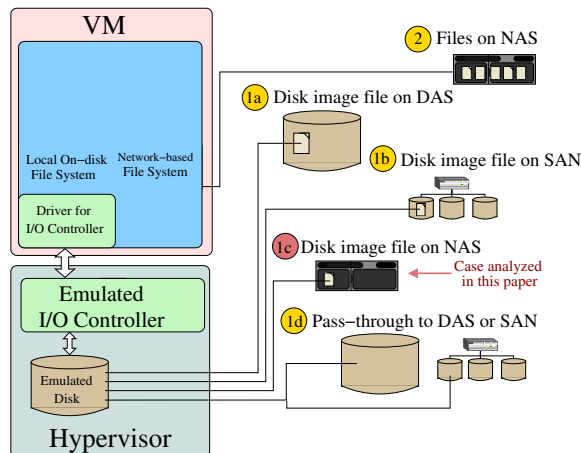 VM
2 Files on NAS
1a Disk image file on DAS
Local On-disk
File System
Network-based
File System
1b Disk image file on SAN
Driver for
I/O Controller
1c Disk image file on NAS
Case analyzed
in this paper
Emulated
I/O Controller
1d Pass-through to DAS or SAN
Emulated
Disk
Hypervisor